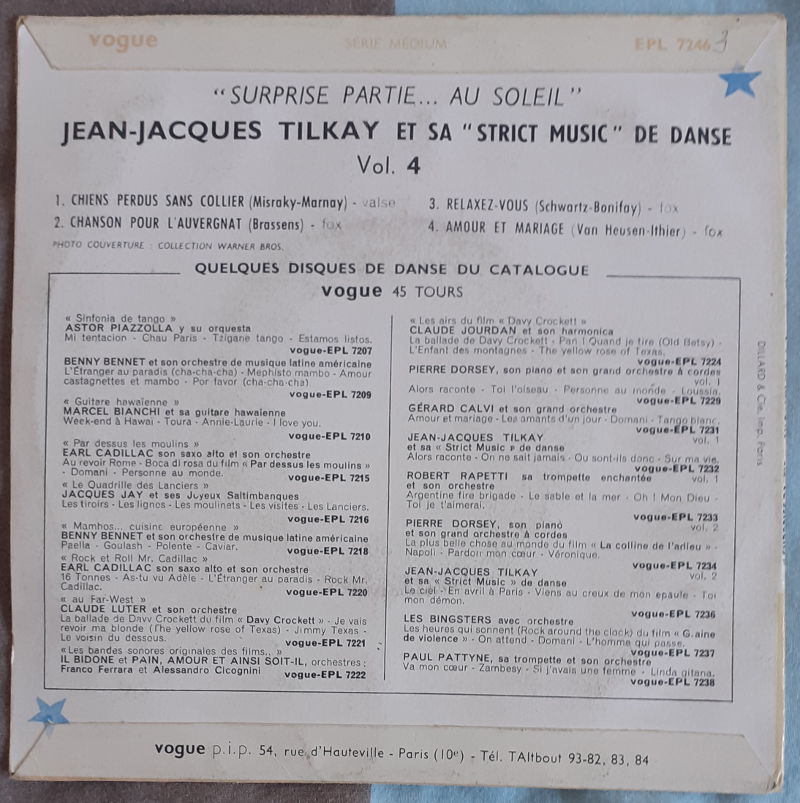 vogue SÉRIE MÉDIUM EPL 7246 3
"SURPRISE PARTIE... AU SOLEIL"
JEAN-JACQUES TILKAY ET SA "STRICT MUSIC" DE DANSE
Vol. 4
1. CHIENS PERDUS SANS COLLIER (Misraky-Marnay) - valse
2. CHANSON POUR L'AUVERGNAT (Brassens) - fox
3. RELAXEZ-VOUS (Schwartz-Bonifay) - fox
4. AMOUR ET MARIAGE (Van Heusen-Ithier) - fox
PHOTO COUVERTURE : COLLECTION WARNER BROS.
QUELQUES DISQUES DE DANSE DU CATALOGUE
vogue 45 TOURS
« Sinfonia de tango »
ASTOR PIAZZOLLA y su orquesta
Mi tentacion - Chau Paris - Tzigane tango - Estamos listos.
vogue-EPL 7207
BENNY BENNET et son orchestre de musique latine américaine
L'Étranger au paradis (cha-cha-cha) - Mephisto mambo - Amour
castagnettes et mambo - Por favor (cha-cha-cha)
vogue-EPL 7209
« Guitare hawaïenne »
MARCEL BIANCHI et sa guitare hawaïenne
Week-end à Hawaï - Toura - Annie-Laurie - I love you.
vogue-EPL 7210
« Par dessus les moulins »
EARL CADILLAC son saxo alto et son orchestre
Au revoir Rome - Boca di rosa du film « Par dessus les moulins »
- Domani - Personne au monde.
vogue-EPL 7215
« Le Quadrille des Lanciers »
JACQUES JAY et ses Joyeux Saltimbanques
Les tiroirs - Les lignes - Les moulinets - Les visites - Les Lanciers.
vogue-EPL 7216
« Mambos... cuisine européenne »
BENNY BENNET et son orchestre de musique latine américaine
Paella - Goulash - Polente - Caviar.
vogue-EPL 7218
« Rock et Roll Mr. Cadillac »
EARL CADILLAC son saxo alto et son orchestre
16 Tonnes - As-tu vu Adèle - L'Étranger au paradis - Rock Mr.
Cadillac.
vogue-EPL 7220
« au Far-West »
CLAUDE LUTER et son orchestre
La ballade de Davy Crockett du film « Davy Crockett » - Je vais
revoir ma blonde (The yellow rose of Texas) - Jimmy Texas -
Le voisin du dessous.
vogue-EPL 7221
«Les bandes sonores originales des films... »
IL BIDONE et PAIN, AMOUR ET AINSI SOIT-IL, orchestres :
Franco Ferrara et Alessandro Cicognini
vogue-EPL 7222
« Les airs du film « Davy Crockett »
CLAUDE JOURDAN et son harmonica
La ballade de Davy Crockett - Pan ! Quand je tire (Old Betsy) -
L'Enfant des montagnes - The yellow rose of Texas.
vogue-EPL 7224
PIERRE DORSEY, son piano et son grand orchestre à cordes
vol. 1
Alors raconte - Toi l'oiseau - Personne au monde - Loussia.
vogue-EPL 7229
GÉRARD CALVI et son grand orchestre
Amour et mariage - Les amants d'un jour - Domani - Tango blanc.
vogue-EPL 7231
JEAN-JACQUES TILKAY vol. 1
et sa « Strict Music » de danse
Alors raconte - On ne sait jamais - Ou sont-ils donc - Sur ma vie.
vogue-EPL 7232
ROBERT RAPETTI sa trompette enchantée vol. 1
et son orchestre
Argentine fire brigade - Le sable et la mer - Oh ! Mon Dieu -
Toi je t'aimerai.
vogue-EPL 7233
PIERRE DORSEY, son piano vol. 2
et son grand orchestre à cordes
La plus belle chose au monde du film « La colline de l'adieu » -
Napoli - Pardon mon cœur - Véronique.
vogue-EPL 7234
JEAN-JACQUES TILKAY vol. 2
et sa « Strict Music » de danse
Le ciel - En avril à Paris - Viens au creux de mon épaule - Toi
mon démon.
vogue-EPL 7236
LES BINGSTERS avec orchestre
Les heures qui sonnent (Rock around the clock) du film « Graine
de violence » - On attend - Domani - L'homme qui passe.
vogue-EPL 7237
PAUL PATTYNE, sa trompette et son orchestre
Va mon cœur - Zambesy - Si j'avais une femme - Linda gitana.
vogue-EPL 7238
DILLARD & Cie, Imp. Paris
vogue p.i.p. 54, rue d'Hauteville - Paris (10e) - Tél. TAItbout 93-82, 83, 84